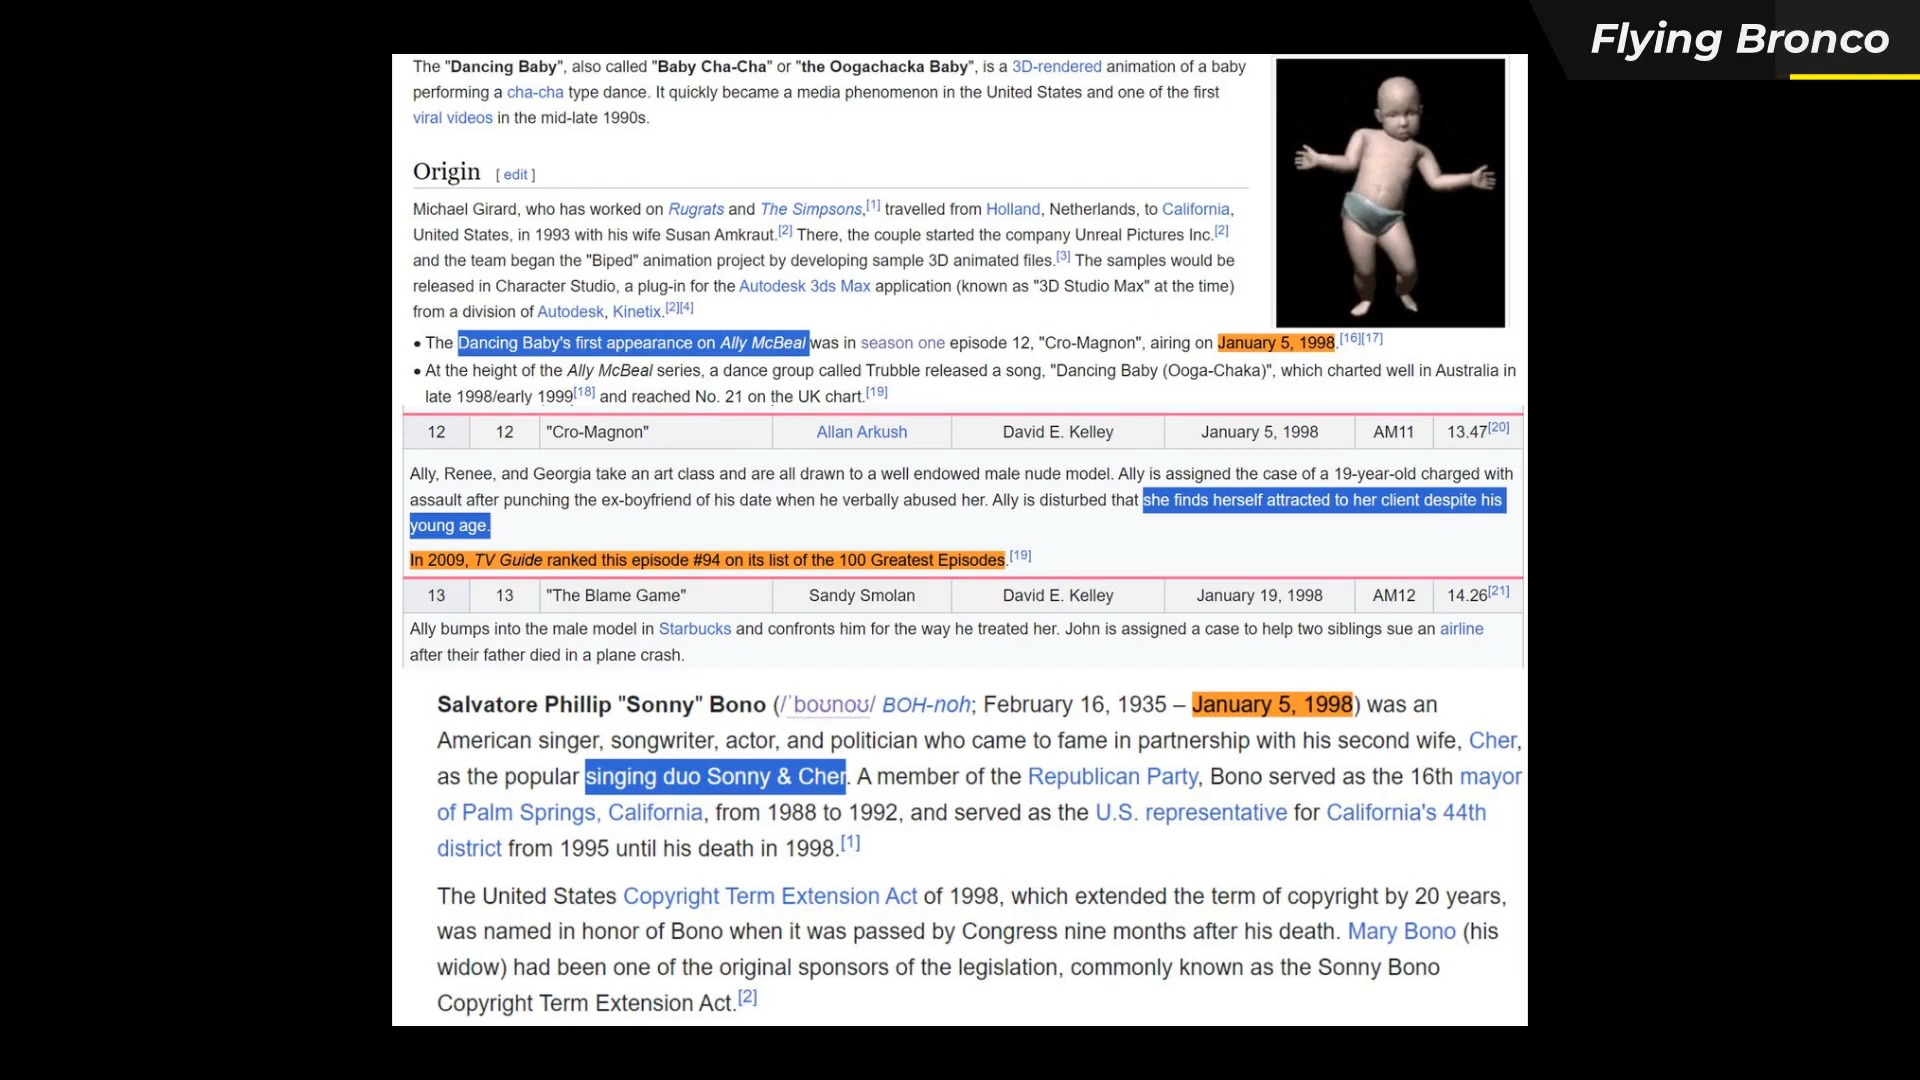 Flying Bronco
The "Dancing Baby", also called "Baby Cha-Cha" or "the Oogachacka Baby", is a 3D-rendered animation of a baby
performing a cha-cha type dance. It quickly became a media phenomenon in the United States and one of the first
viral videos in the mid-late 1990s.
Origin [ edit ]
Michael Girard, who has worked on Rugrats and The Simpsons,[1] travelled from Holland, Netherlands, to California,
United States, in 1993 with his wife Susan Amkraut.[2] There, the couple started the company Unreal Pictures Inc.[2]
and the team began the "Biped" animation project by developing sample 3D animated files.[3] The samples would be
released in Character Studio, a plug-in for the Autodesk 3ds Max application (known as "3D Studio Max" at the time)
from a division of Autodesk, Kinetix.[2][4]
• The Dancing Baby's first appearance on Ally McBeal was in season one episode 12, "Cro-Magnon", airing on January 5, 1998.[16][17]
• At the height of the Ally McBeal series, a dance group called Trubble released a song, "Dancing Baby (Ooga-Chaka)", which charted well in Australia in
late 1998/early 1999[18] and reached No. 21 on the UK chart.[19]
12 12 "Cro-Magnon" Allan Arkush David E. Kelley January 5, 1998 AM11 13.47[20]
Ally, Renee, and Georgia take an art class and are all drawn to a well endowed male nude model. Ally is assigned the case of a 19-year-old charged with
assault after punching the ex-boyfriend of his date when he verbally abused her. Ally is disturbed that she finds herself attracted to her client despite his
young age.
In 2009, TV Guide ranked this episode #94 on its list of the 100 Greatest Episodes.[19]
13 13 "The Blame Game" Sandy Smolan David E. Kelley January 19, 1998 AM12 14.26[21]
Ally bumps into the male model in Starbucks and confronts him for the way he treated her. John is assigned a case to help two siblings sue an airline
after their father died in a plane crash.
Salvatore Phillip "Sonny" Bono (/ˈboʊnoʊ/ BOH-noh; February 16, 1935 – January 5, 1998) was an
American singer, songwriter, actor, and politician who came to fame in partnership with his second wife, Cher,
as the popular singing duo Sonny & Cher. A member of the Republican Party, Bono served as the 16th mayor
of Palm Springs, California, from 1988 to 1992, and served as the U.S. representative for California's 44th
district from 1995 until his death in 1998.[1]
The United States Copyright Term Extension Act of 1998, which extended the term of copyright by 20 years,
was named in honor of Bono when it was passed by Congress nine months after his death. Mary Bono (his
widow) had been one of the original sponsors of the legislation, commonly known as the Sonny Bono
Copyright Term Extension Act.[2]